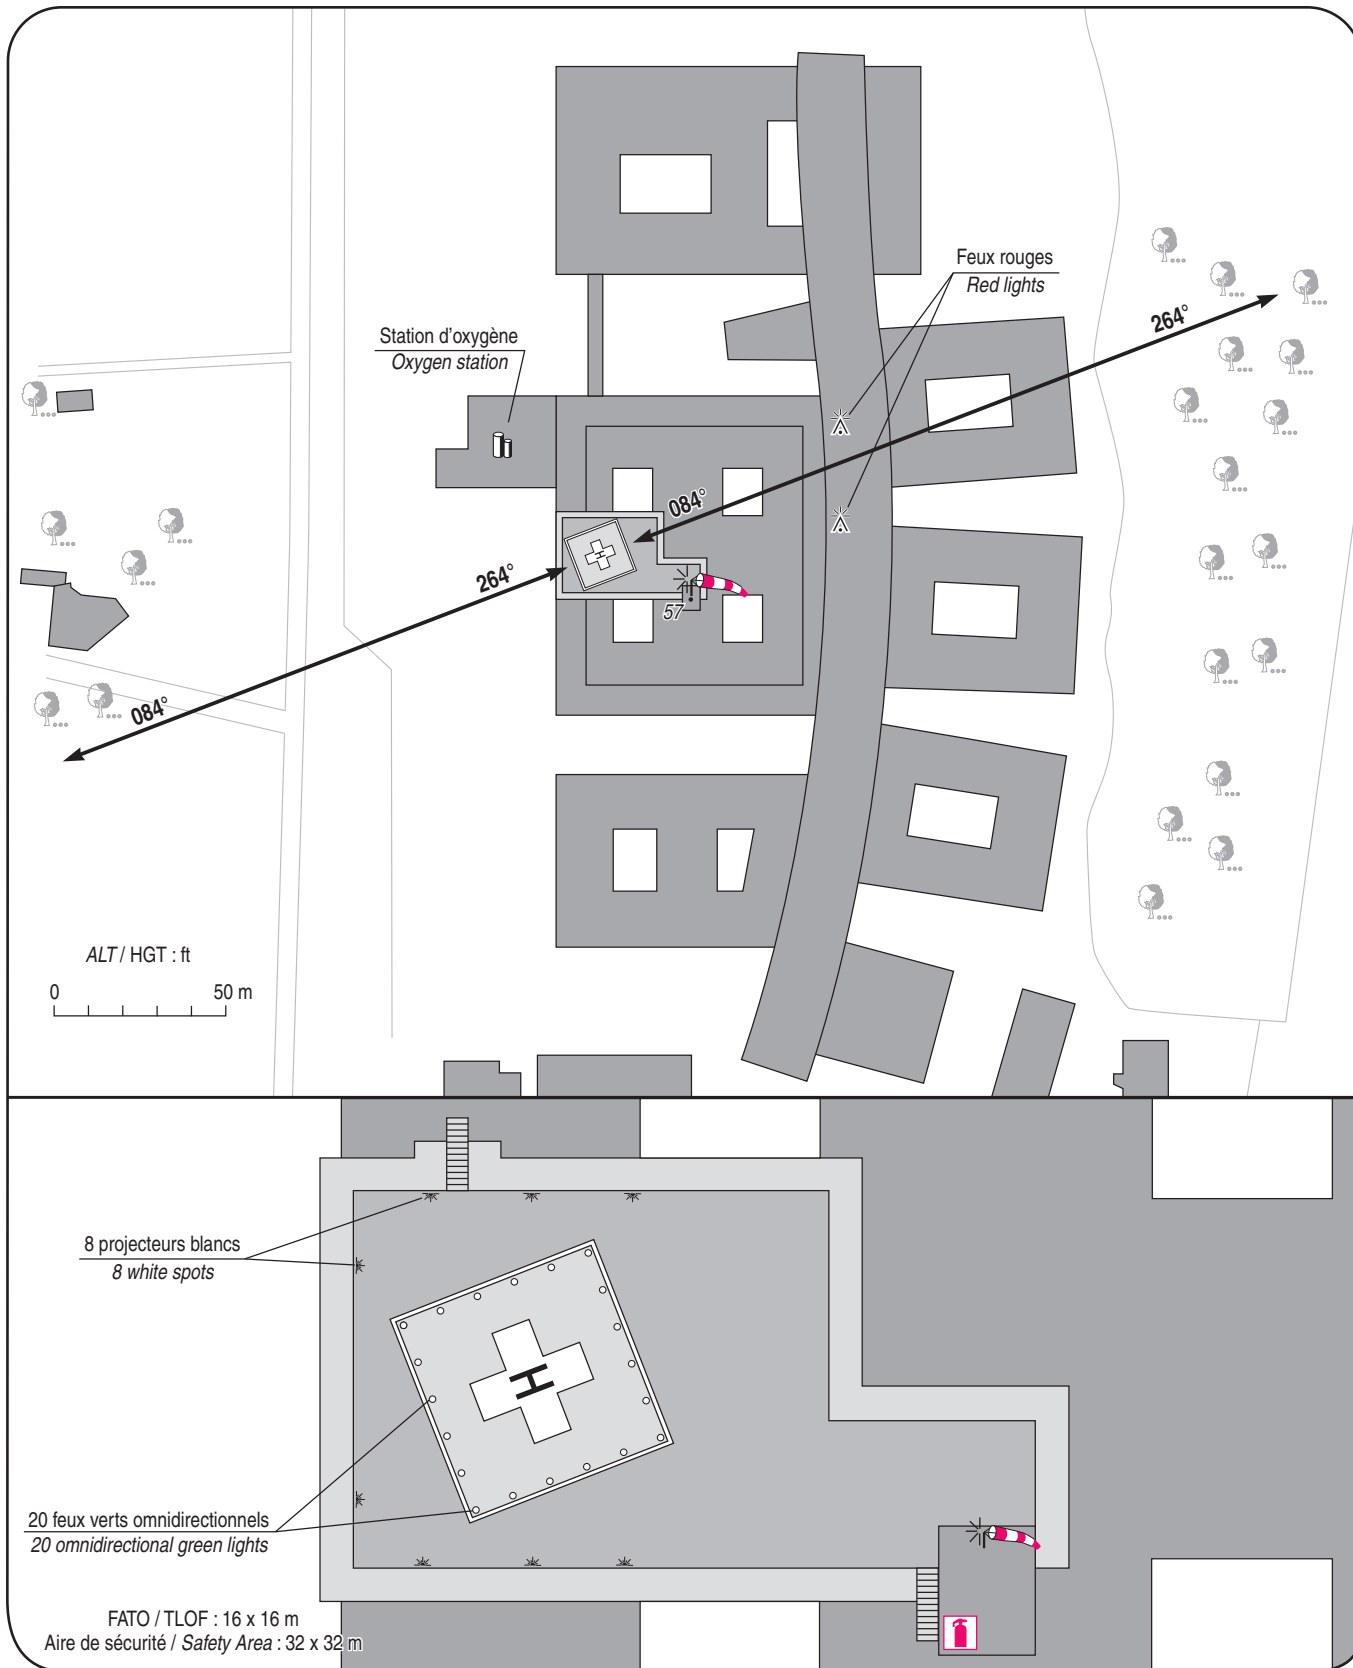 Feux rouges
Red lights
264°
Station d'oxygène
Oxygen station
084°
264°
57
084°
ALT / HGT : ft
0 50 m
8 projecteurs blancs
8 white spots
H
20 feux verts omnidirectionnels
20 omnidirectional green lights
FATO / TLOF : 16 x 16 m
Aire de sécurité / Safety Area : 32 x 32 m